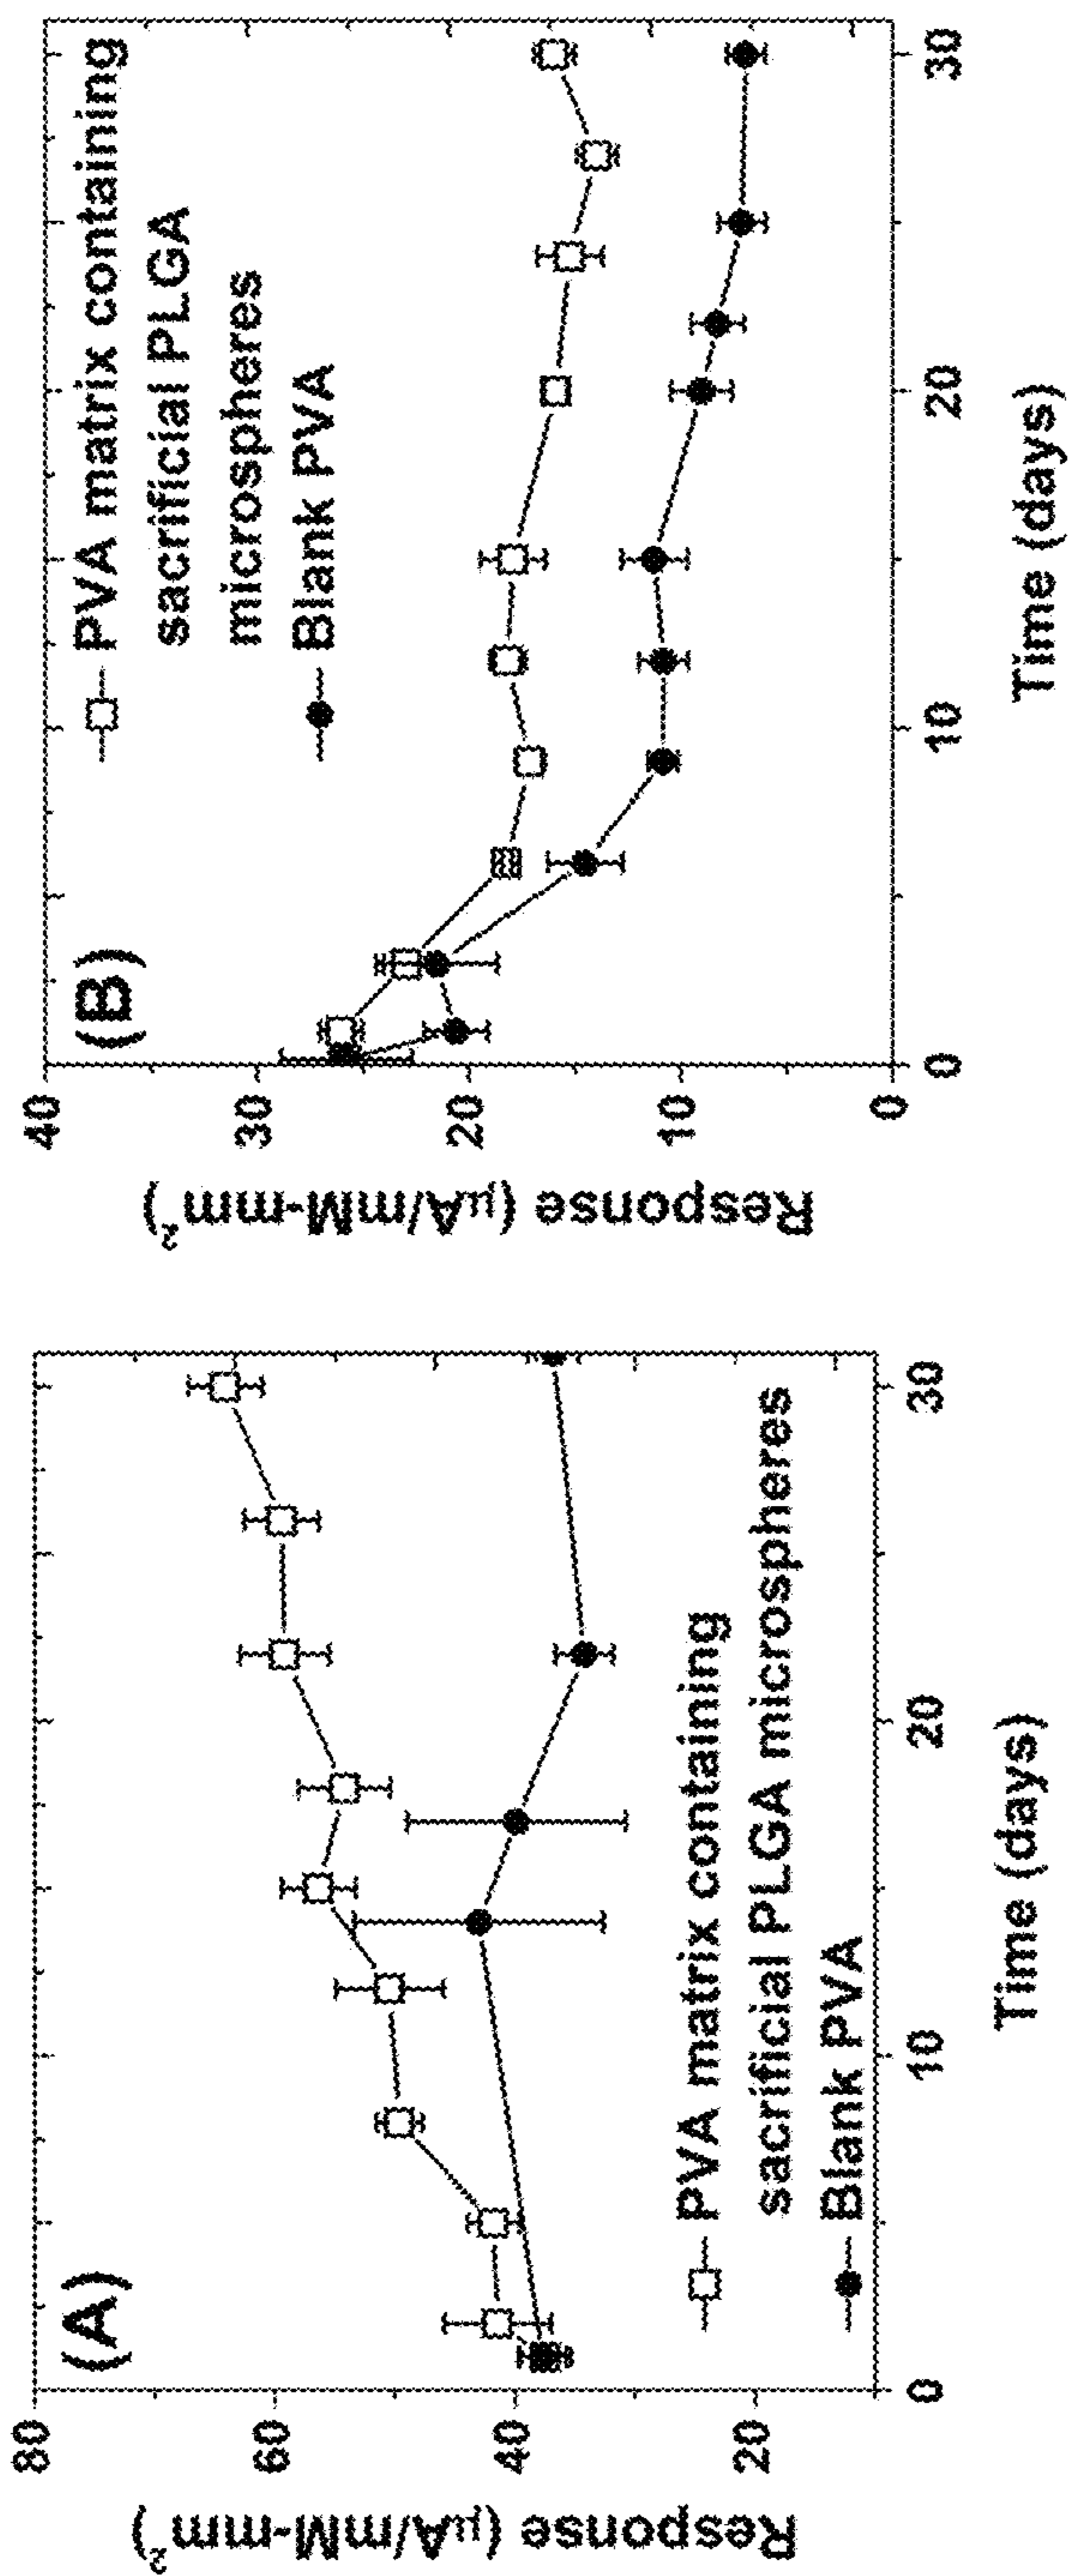 (A)
80
60
40
20
Response (μA/mM-mm²)
0
10
20
30
Time (days)
PVA matrix containing
sacrificial PLGA microspheres
Blank PVA
(B)
40
30
20
10
0
Response (μA/mM-mm²)
0
10
20
30
Time (days)
PVA matrix containing
sacrificial PLGA
microspheres
Blank PVA